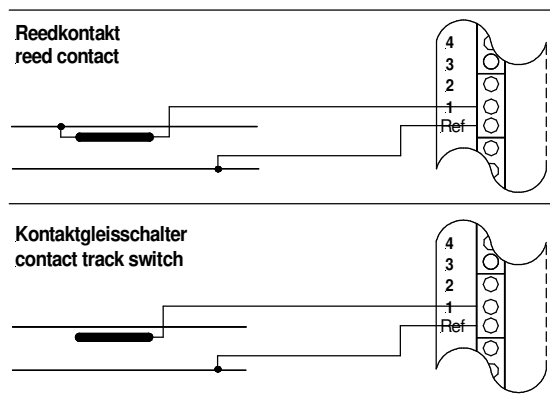 Reedkontakt
reed contact
4
3
2
1
Ref
Kontaktgleisschalter
contact track switch
4
3
2
1
Ref